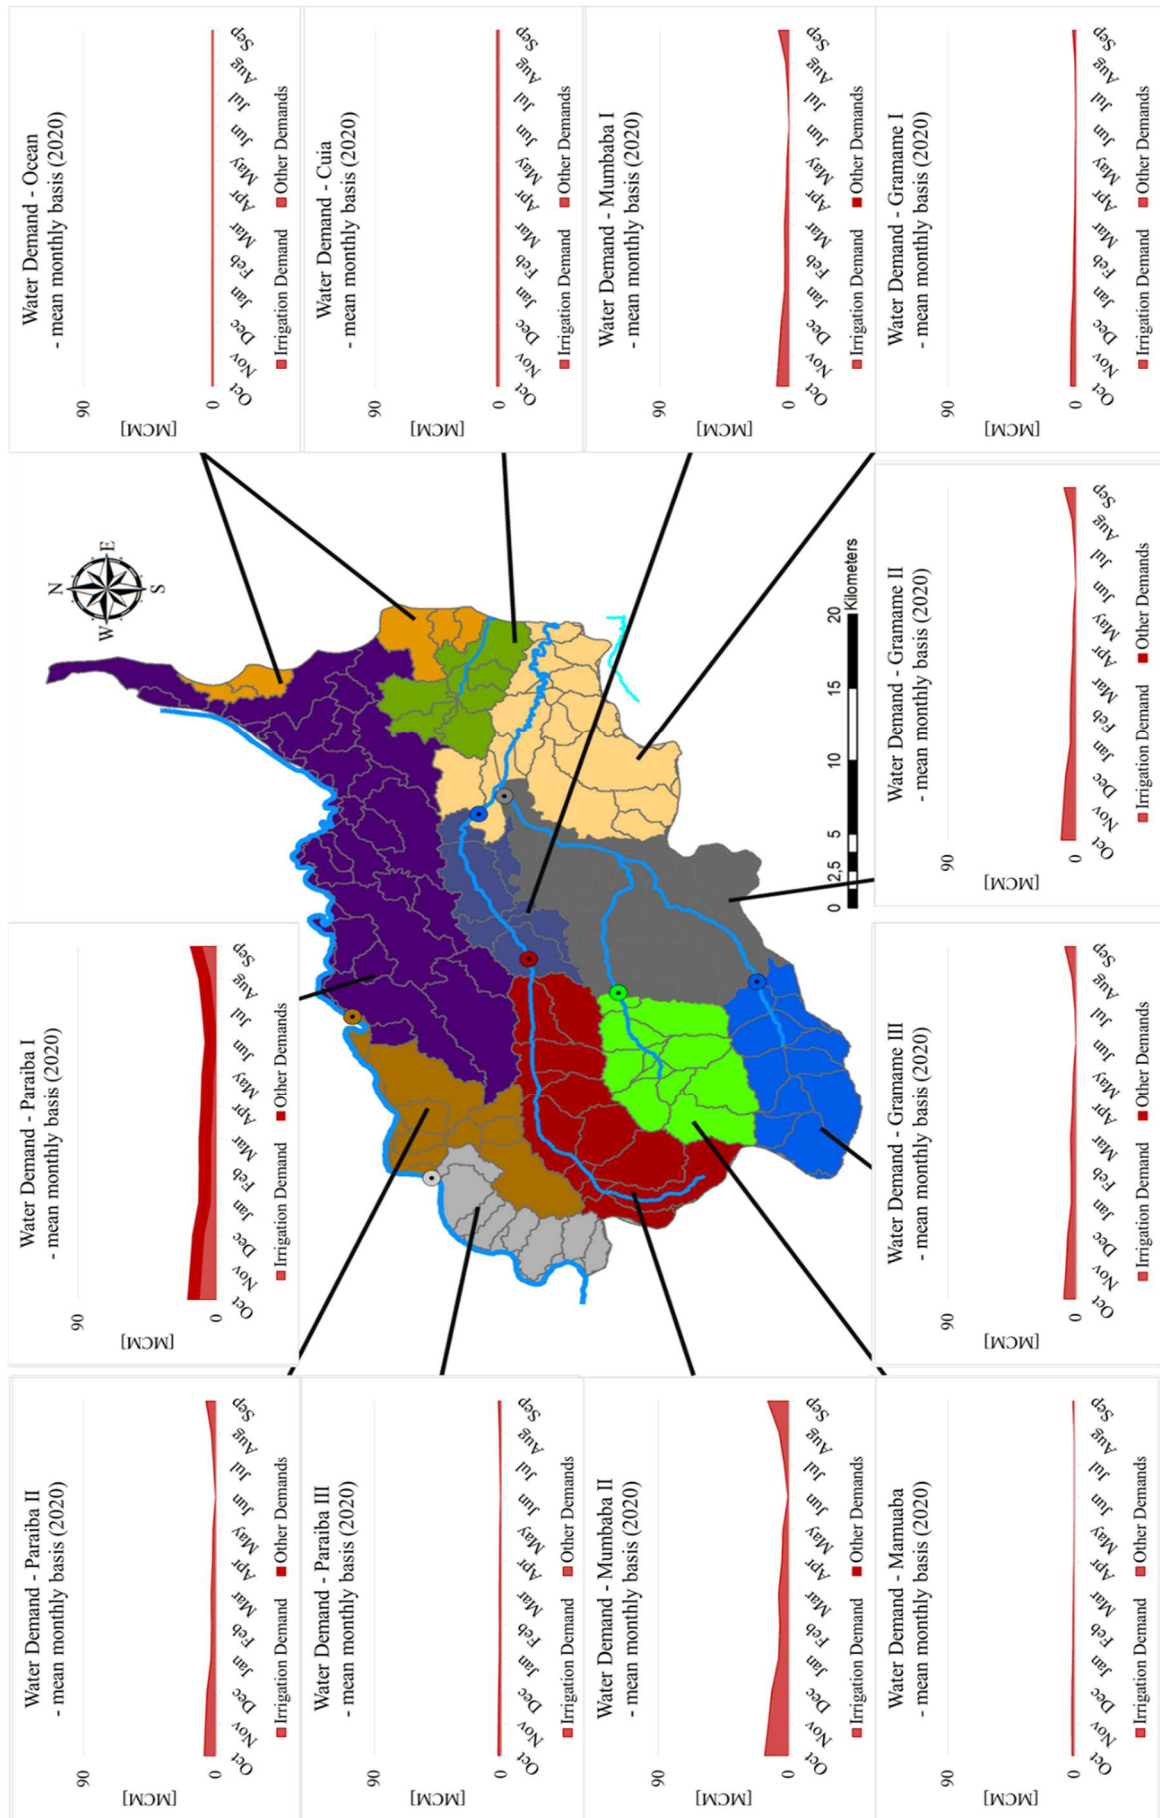 Water Demand - Paraiba II
- mean monthly basis (2020)
90
[MCM]
0
Oct Nov Dec Jan Feb Mar Apr May Jun Jul Aug Sep
Irrigation Demand Other Demands
Water Demand - Paraiba I
- mean monthly basis (2020)
90
[MCM]
0
Oct Nov Dec Jan Feb Mar Apr May Jun Jul Aug Sep
Irrigation Demand Other Demands
Water Demand - Ocean
- mean monthly basis (2020)
90
[MCM]
0
Oct Nov Dec Jan Feb Mar Apr May Jun Jul Aug Sep
Irrigation Demand Other Demands
N
W E
S
Water Demand - Paraiba III
- mean monthly basis (2020)
90
[MCM]
0
Oct Nov Dec Jan Feb Mar Apr May Jun Jul Aug Sep
Irrigation Demand Other Demands
Water Demand - Cuia
- mean monthly basis (2020)
90
[MCM]
0
Oct Nov Dec Jan Feb Mar Apr May Jun Jul Aug Sep
Irrigation Demand Other Demands
Water Demand - Mumbaba II
- mean monthly basis (2020)
90
[MCM]
0
Oct Nov Dec Jan Feb Mar Apr May Jun Jul Aug Sep
Irrigation Demand Other Demands
Water Demand - Mumbaba I
- mean monthly basis (2020)
90
[MCM]
0
Oct Nov Dec Jan Feb Mar Apr May Jun Jul Aug Sep
Irrigation Demand Other Demands
0 2,5 5 10 15 20
Kilometers
Water Demand - Mamuaba
- mean monthly basis (2020)
90
[MCM]
0
Oct Nov Dec Jan Feb Mar Apr May Jun Jul Aug Sep
Irrigation Demand Other Demands
Water Demand - Gramame III
- mean monthly basis (2020)
90
[MCM]
0
Oct Nov Dec Jan Feb Mar Apr May Jun Jul Aug Sep
Irrigation Demand Other Demands
Water Demand - Gramame II
- mean monthly basis (2020)
90
[MCM]
0
Oct Nov Dec Jan Feb Mar Apr May Jun Jul Aug Sep
Irrigation Demand Other Demands
Water Demand - Gramame I
- mean monthly basis (2020)
90
[MCM]
0
Oct Nov Dec Jan Feb Mar Apr May Jun Jul Aug Sep
Irrigation Demand Other Demands